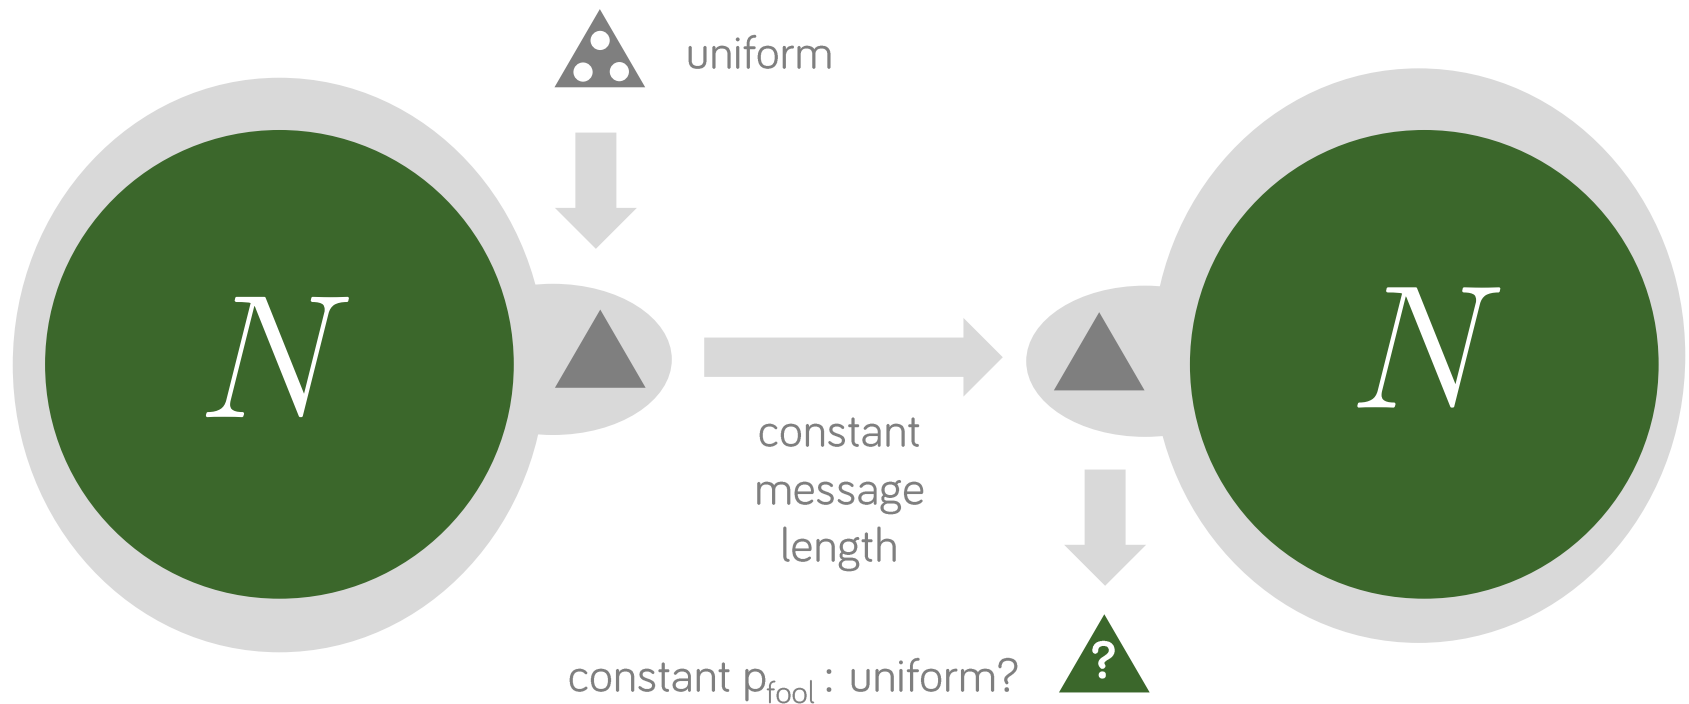 uniform
N
N
constant
message
length
?
constant pfool : uniform?